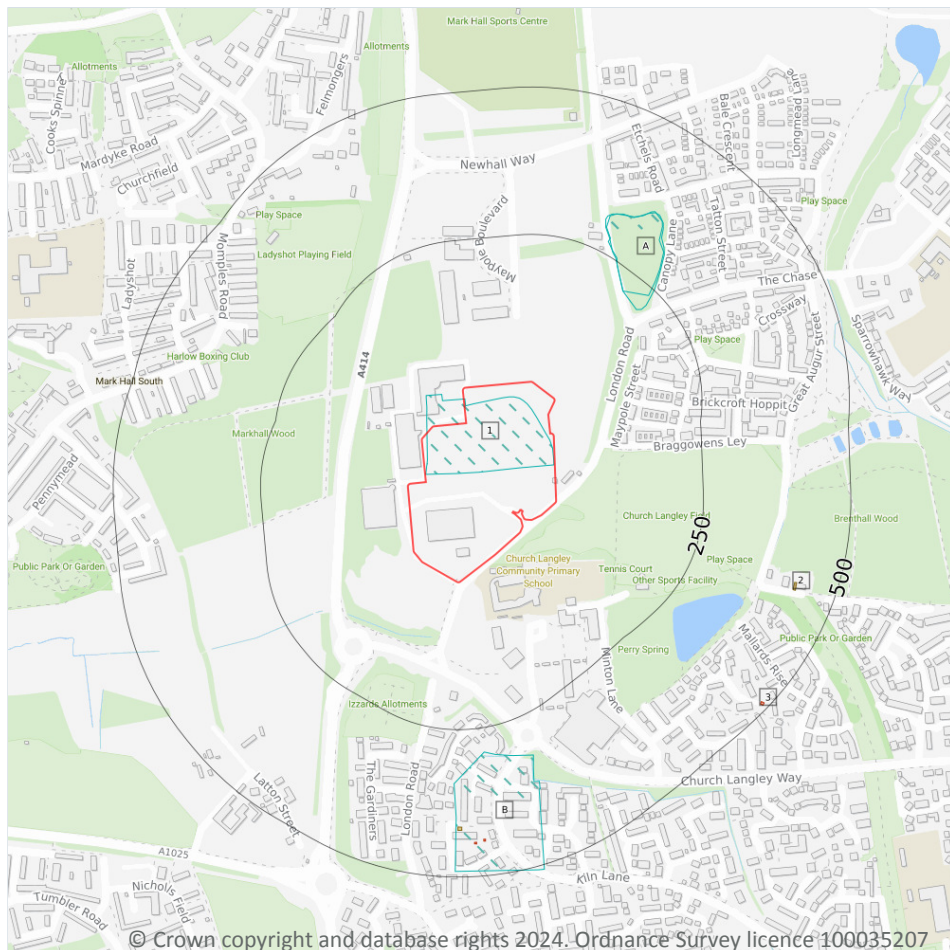 Mark Hall Sports Centre
Allotments
Allotments
Cooks Spinney
Felmongers
Mardyke Road
Churchfield
Newhall Way
Etchels Road
Bale Crescent
Longmead Lane
Play Space
Play Space
Ladyshot Playing Field
Momples Road
Ladyshot
Maypole Boulevard
A
Canopy Lane
Tatton Street
The Chase
Crossway
Play Space
Great Augur Street
Sparrowhawk Way
Harlow Boxing Club
Mark Hall South
A414
London Road
Maypole Street
Brickcroft Hoppit
Braggowens Ley
Markhall Wood
1
Pennymead
Church Langley Field
250
Brenthall Wood
Public Park Or Garden
Church Langley
Community Primary
School
Tennis Court
Play Space
Other Sports Facility
2
500
Public Park Or Garden
Mallards Rise
Perry Spring
Minton Lane
3
Izzards Allotments
Church Langley Way
The Gardiners
London Road
Latton Street
B
A1025
Kiln Lane
Nicholls
Field
Tumbler Road
© Crown copyright and database rights 2024. Ordnance Survey licence 100035207